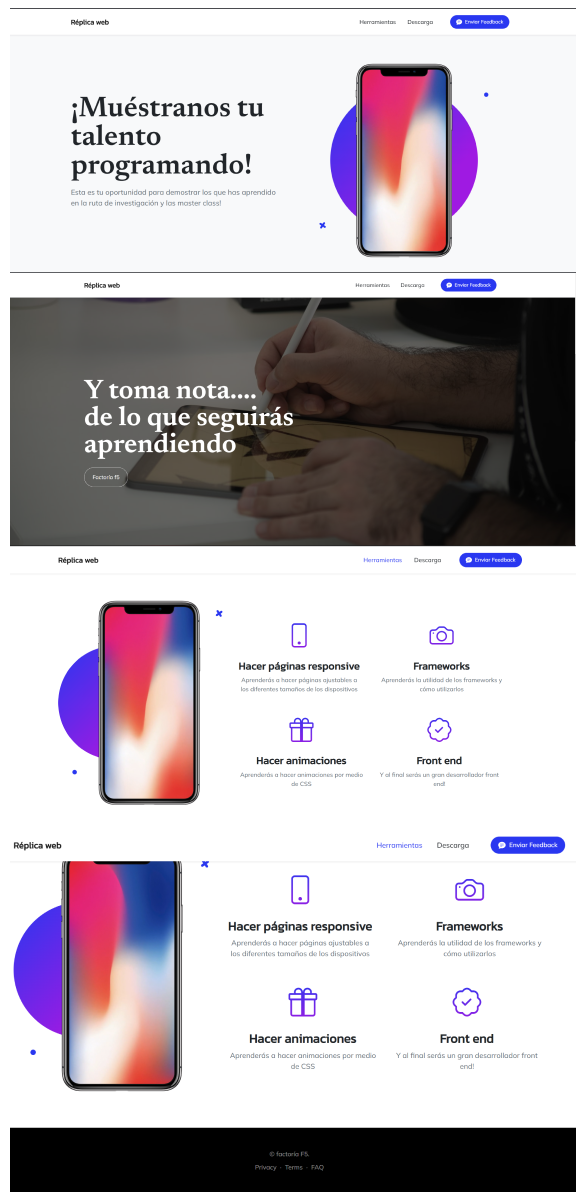 Réplica web
Herramientas Descarga Enviar Feedback
¡Muéstranos tu
talento
programando!
Esta es tu oportunidad para demostrar los que has aprendido
en la ruta de investigación y las master class!
Réplica web
Herramientas Descarga Enviar Feedback
Y toma nota....
de lo que seguirás
aprendiendo
Factoría f5
Réplica web
Herramientas Descarga Enviar Feedback
Hacer páginas responsive
Aprenderás a hacer páginas ajustables a
los diferentes tamaños de los dispositivos
Frameworks
Aprenderás la utilidad de los frameworks y
cómo utilizarlos
Hacer animaciones
Aprenderás a hacer animaciones por medio
de CSS
Front end
Y al final serás un gran desarrollador front
end!
Réplica web
Herramientas Descarga Enviar Feedback
Hacer páginas responsive
Aprenderás a hacer páginas ajustables a
los diferentes tamaños de los dispositivos
Frameworks
Aprenderás la utilidad de los frameworks y
cómo utilizarlos
Hacer animaciones
Aprenderás a hacer animaciones por medio
de CSS
Front end
Y al final serás un gran desarrollador front
end!
© factoría F5.
Privacy · Terms · FAQ